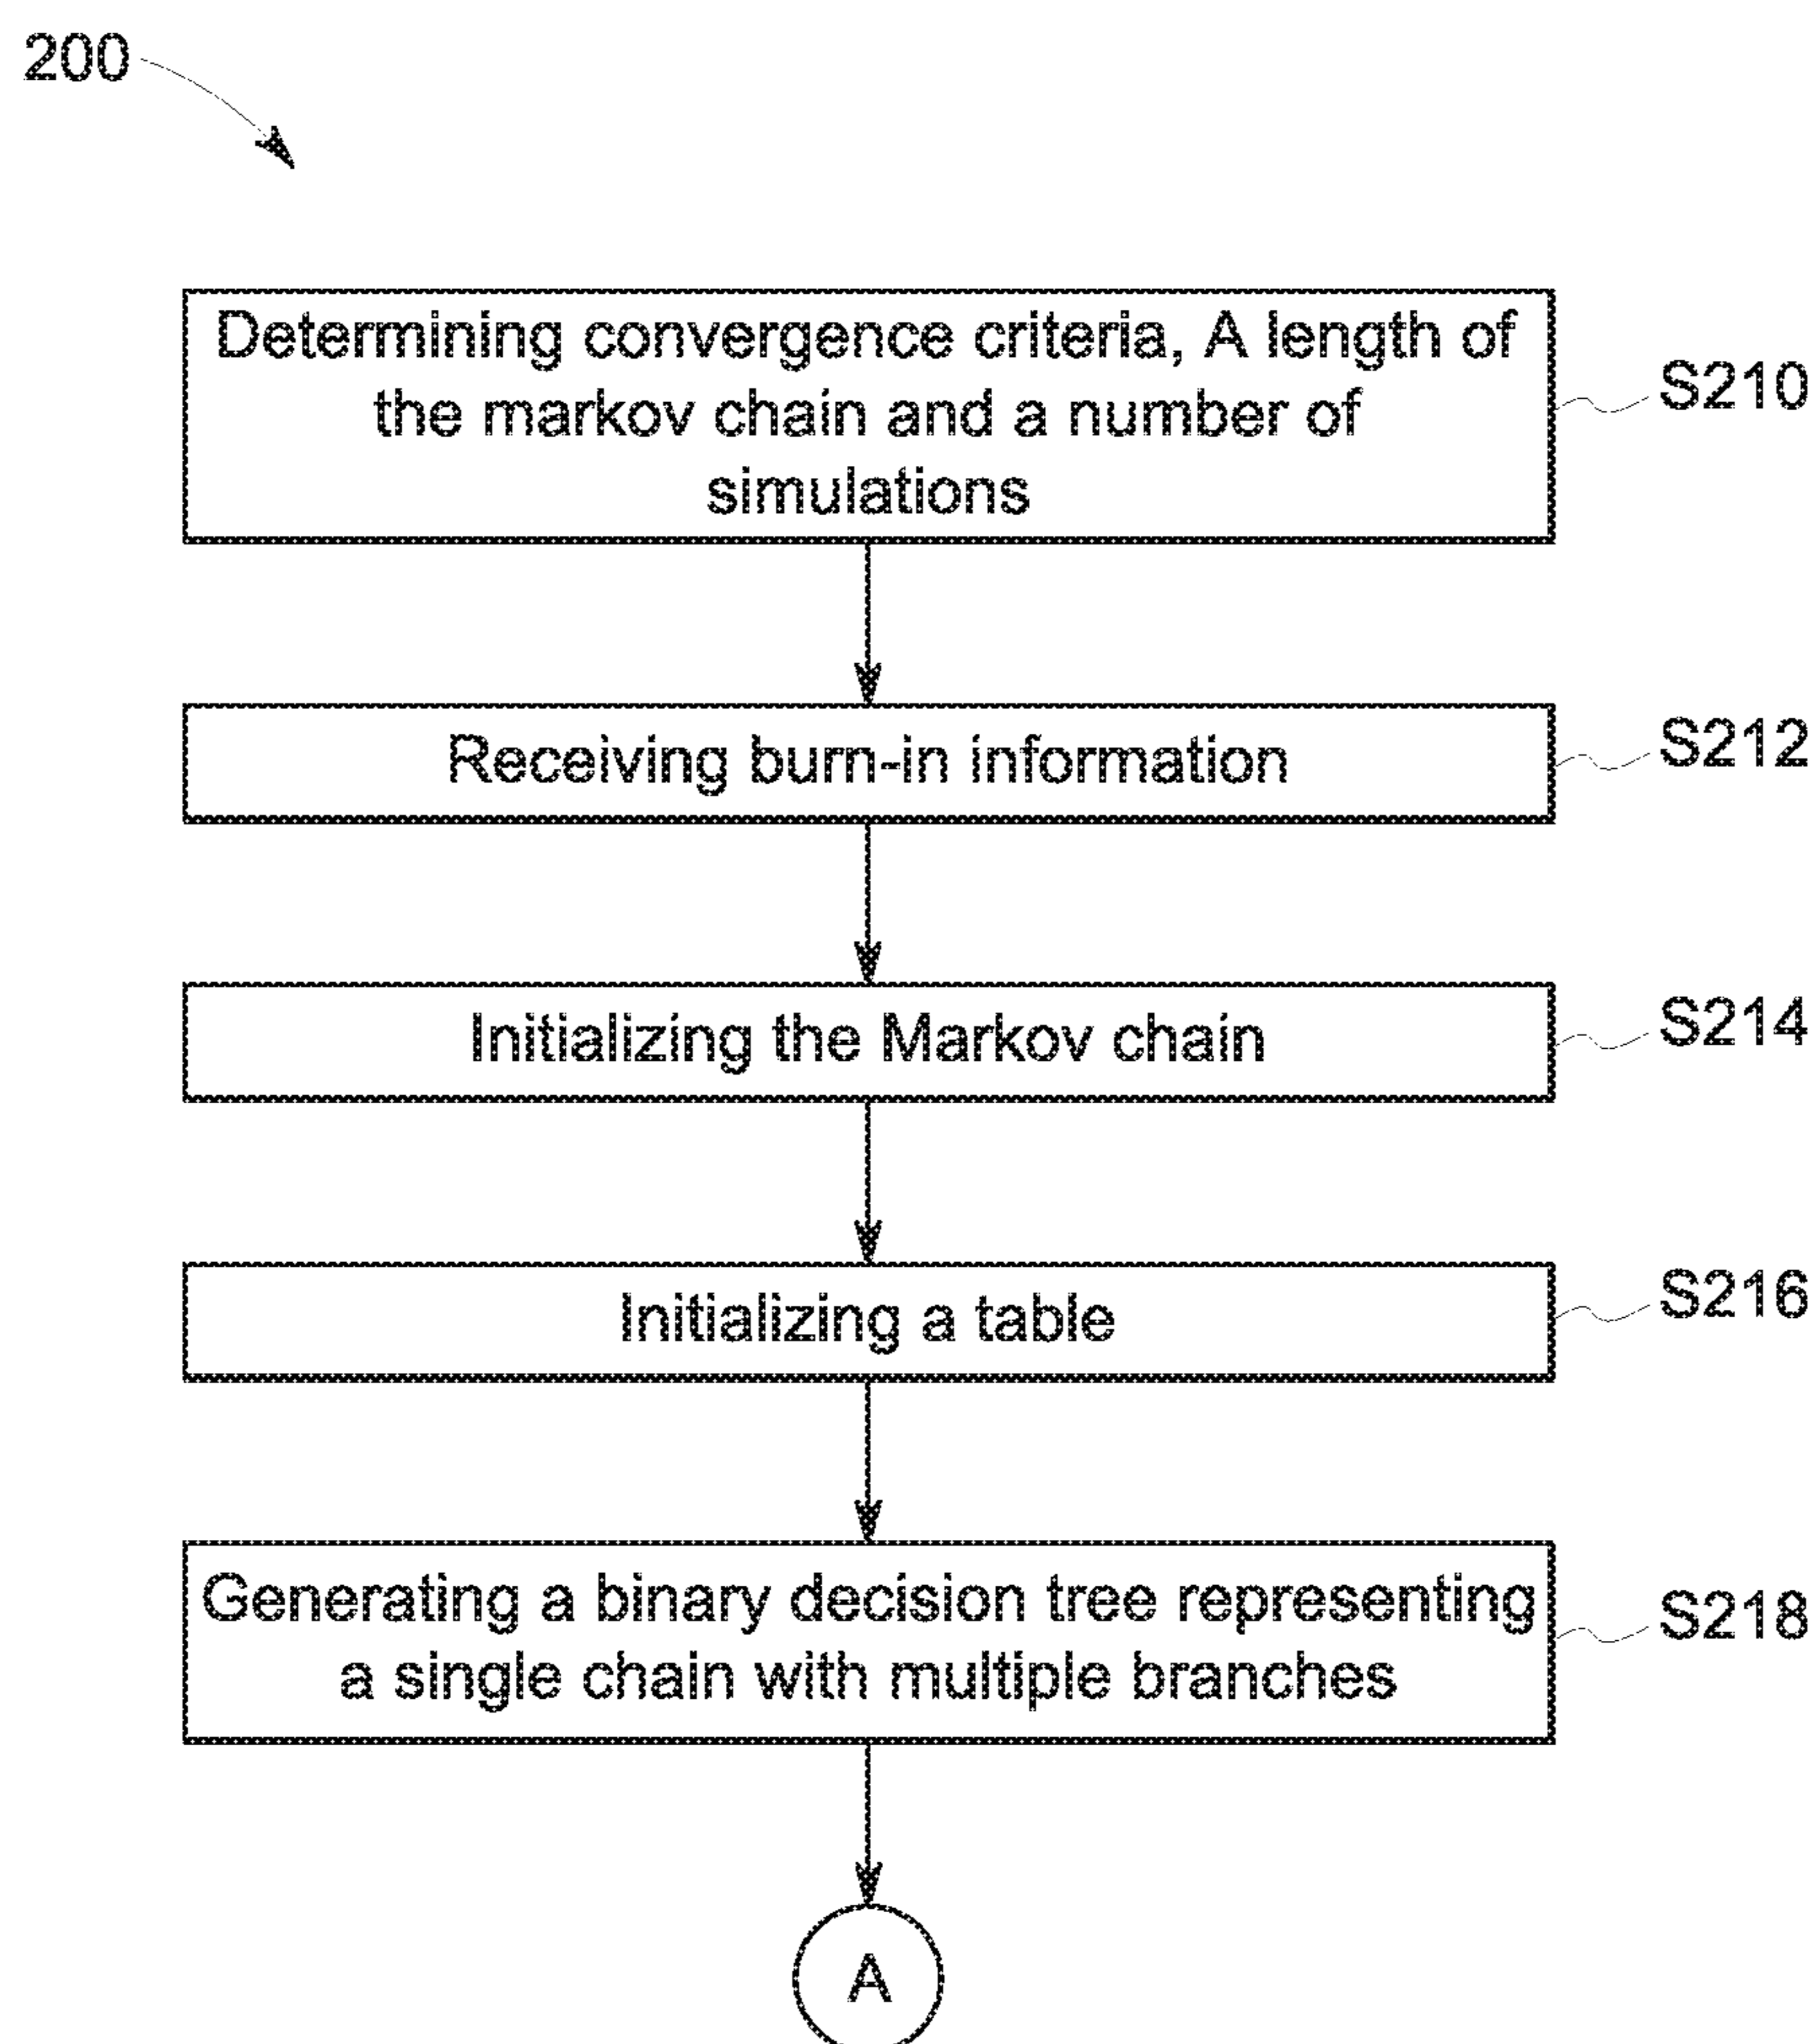 200
Determining convergence criteria, A length of
the markov chain and a number of
simulations
S210
Receiving burn-in information
S212
Initializing the Markov chain
S214
Initializing a table
S216
Generating a binary decision tree representing
a single chain with multiple branches
S218
A